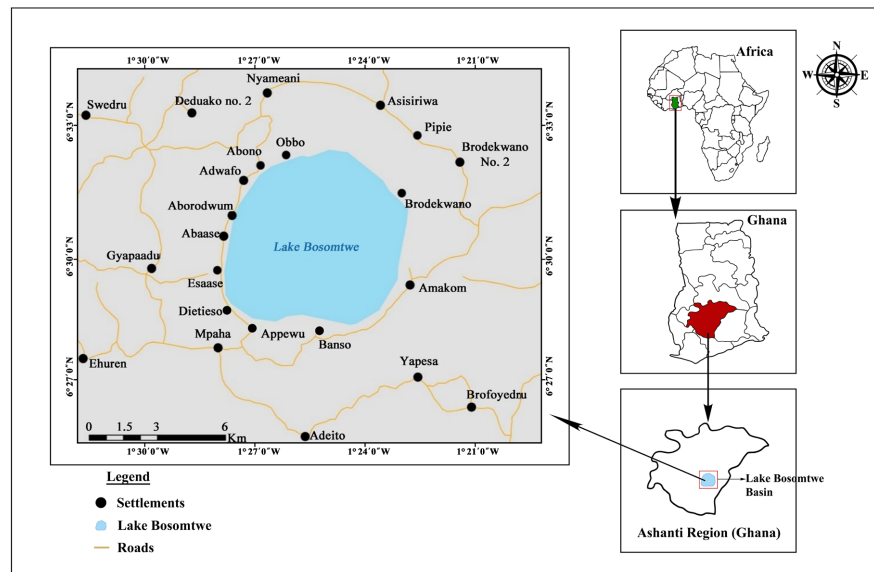 1°30'0"W 1°27'0"W 1°24'0"W 1°21'0"W
Nyameani
Swedru
Deduako no. 2
Asisiriwa
6°33'0"N
6°33'0"N
Pipie
Obbo
Abono
Brodekwano
No. 2
Adwafo
Aborodwum
Brodekwano
Abaase
Lake Bosomtwe
Gyapaadu
6°30'0"N
6°30'0"N
Esaase
Amakom
Dietieso
Mpaha
Appewu
Banso
Ehuren
Yapesa
6°27'0"N
6°27'0"N
Brofoyedru
Adeito
0 1.5 3 6
Km
1°30'0"W 1°27'0"W 1°24'0"W 1°21'0"W
Legend
Settlements
Lake Bosomtwe
Roads
Africa
N
W E
S
Ghana
Lake Bosomtwe
Basin
Ashanti Region (Ghana)